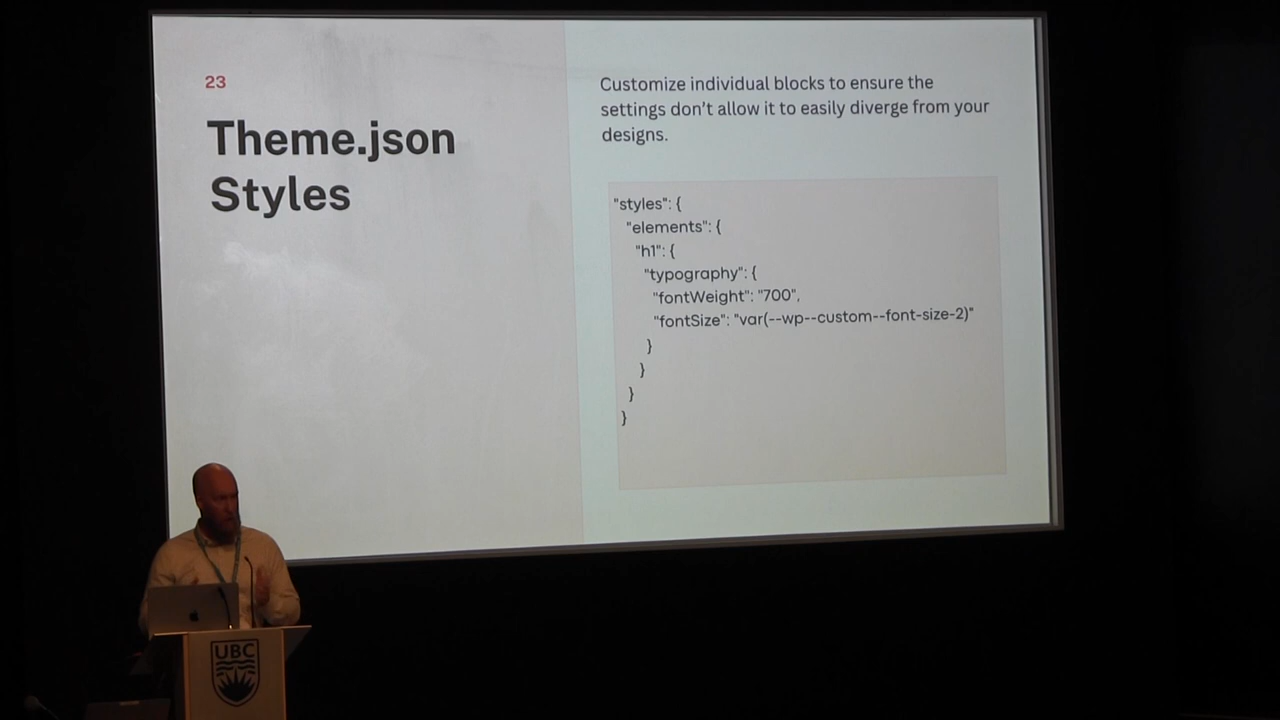 23
Theme.json
Styles
Customize individual blocks to ensure the
settings don’t allow it to easily diverge from your
designs.
"styles": {
"elements": {
"h1": {
"typography": {
"fontWeight": "700",
"fontSize": "var(--wp--custom--font-size-2)"
}
}
}
}
UBC